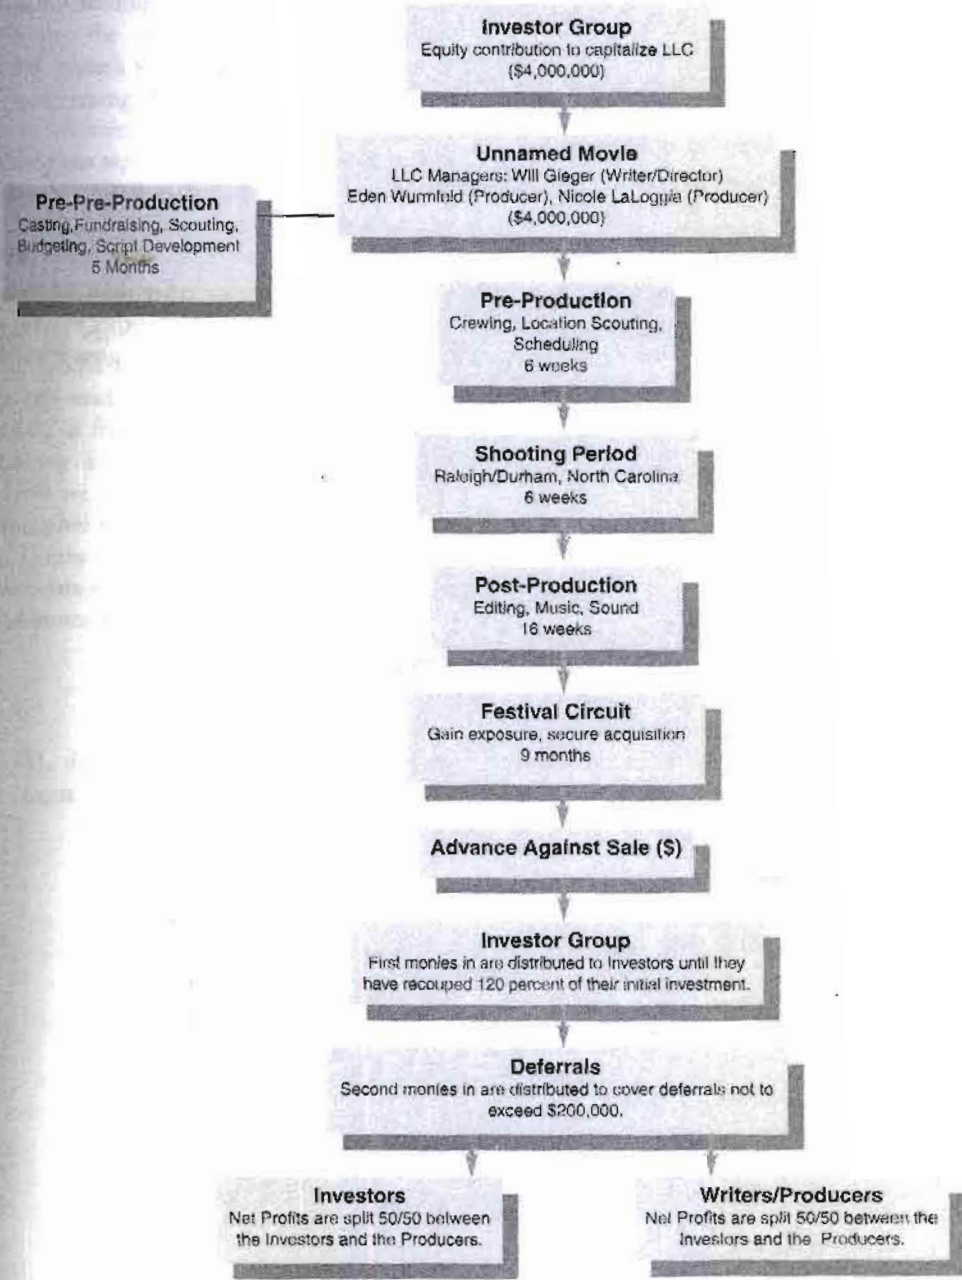 Investor Group
Equity contribution to capitalize LLC
($4,000,000)
Unnamed Movie
LLC Managers: Will Gieger (Writer/Director)
Eden Wurmfeld (Producer), Nicole LaLoggia (Producer)
($4,000,000)
Pre-Pre-Production
Casting,Fundraising, Scouting,
Budgeting, Script Development
5 Months
Pre-Production
Crewing, Location Scouting,
Scheduling
6 weeks
Shooting Period
Raleigh/Durham, North Carolina
6 weeks
Post-Production
Editing, Music, Sound
16 weeks
Festival Circuit
Gain exposure, secure acquisition
9 months
Advance Against Sale ($)
Investor Group
First monies in are distributed to Investors until they
have recouped 120 percent of their initial investment.
Deferrals
Second monies in are distributed to cover deferrals not to
exceed $200,000.
Investors
Net Profits are split 50/50 between
the Investors and the Producers.
Writers/Producers
Net Profits are split 50/50 between the
Investors and the Producers.